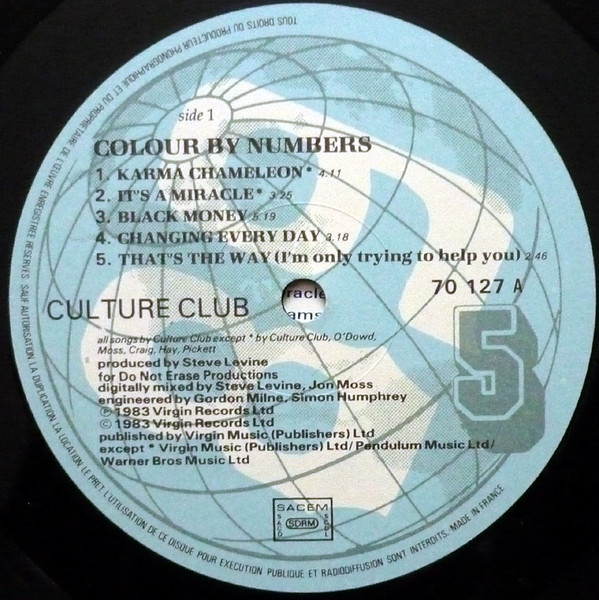 side 1
COLOUR BY NUMBERS
1. KARMA CHAMELEON* 4.11
2. IT'S A MIRACLE* 3.25
3. BLACK MONEY 5.19
4. CHANGING EVERY DAY 3.18
5. THAT'S THE WAY (I'm only trying to help you) 2.46
70 127 A
CULTURE CLUB
racle
ams
5
all songs by Culture Club except * by Culture Club, O'Dowd,
Moss, Craig, Hay, Pickett
produced by Steve Levine
for Do Not Erase Productions
digitally mixed by Steve Levine, Jon Moss
engineered by Gordon Milne, Simon Humphrey
℗ 1983 Virgin Records Ltd
© 1983 Virgin Records Ltd
published by Virgin Music (Publishers) Ltd
except * Virgin Music (Publishers) Ltd/Pendulum Music Ltd/
Warner Bros Music Ltd
SACEM
SACD
SDRM
SGDL
TOUS DROITS DU PRODUCTEUR PHONOGRAPHIQUE ET DU PROPRIETAIRE DE L'ŒUVRE ENREGISTREE RESERVES. SAUF AUTORISATION LA DUPLICATION LA LOCATION. LE PRET. L'UTILISATION DE CE DISQUE POUR EXECUTION PUBLIQUE ET RADIODIFFUSION SONT INTERDITS. MADE IN FRANCE